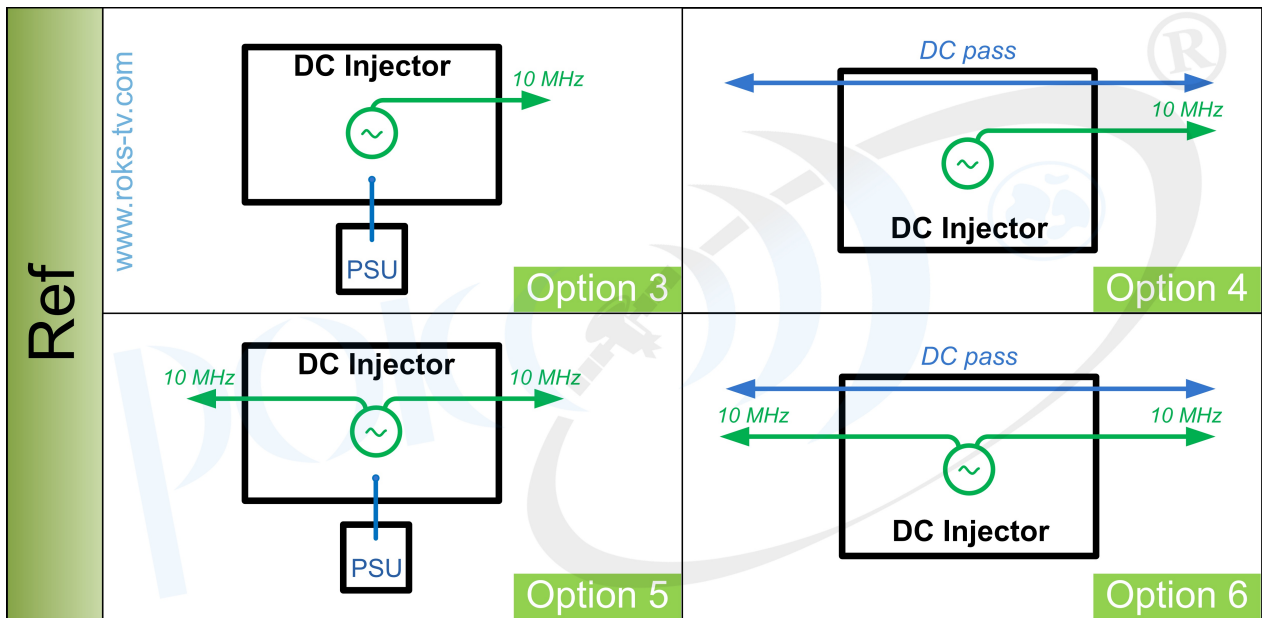 Ref
www.roks-tv.com
DC Injector
10 MHz
PSU
Option 3
DC pass
10 MHz
DC Injector
Option 4
®
DC Injector
10 MHz
10 MHz
PSU
Option 5
DC pass
10 MHz
10 MHz
DC Injector
Option 6